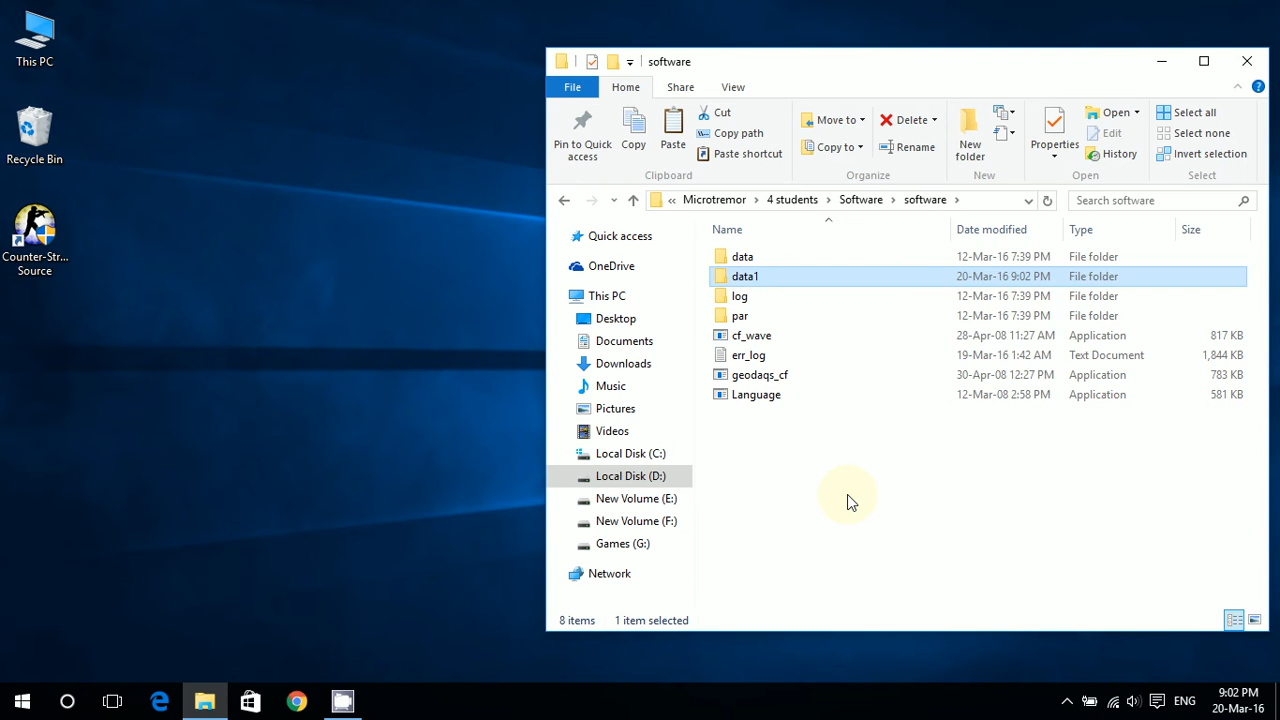 This PC
Recycle Bin
Counter-Str...
Source
software
File
Home
Share
View
Pin to Quick
access
Copy
Paste
Cut
Copy path
Paste shortcut
Clipboard
Move to
Copy to
Delete
Rename
Organize
New
folder
New
Properties
Open
Edit
History
Open
Select all
Select none
Invert selection
Select
« Microtremor > 4 students > Software > software >
Search software
Quick access
OneDrive
This PC
Desktop
Documents
Downloads
Music
Pictures
Videos
Local Disk (C:)
Local Disk (D:)
New Volume (E:)
New Volume (F:)
Games (G:)
Network
Name Date modified Type Size
data 12-Mar-16 7:39 PM File folder
data1 20-Mar-16 9:02 PM File folder
log 12-Mar-16 7:39 PM File folder
par 12-Mar-16 7:39 PM File folder
cf_wave 28-Apr-08 11:27 AM Application 817 KB
err_log 19-Mar-16 1:42 AM Text Document 1,844 KB
geodaqs_cf 30-Apr-08 12:27 PM Application 783 KB
Language 12-Mar-08 2:58 PM Application 581 KB
8 items 1 item selected
ENG
9:02 PM
20-Mar-16